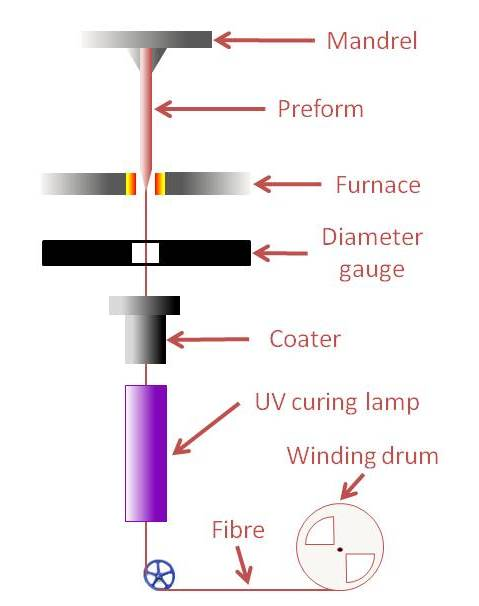 Mandrel
Preform
Furnace
Diameter
gauge
Coater
UV curing lamp
Winding drum
Fibre